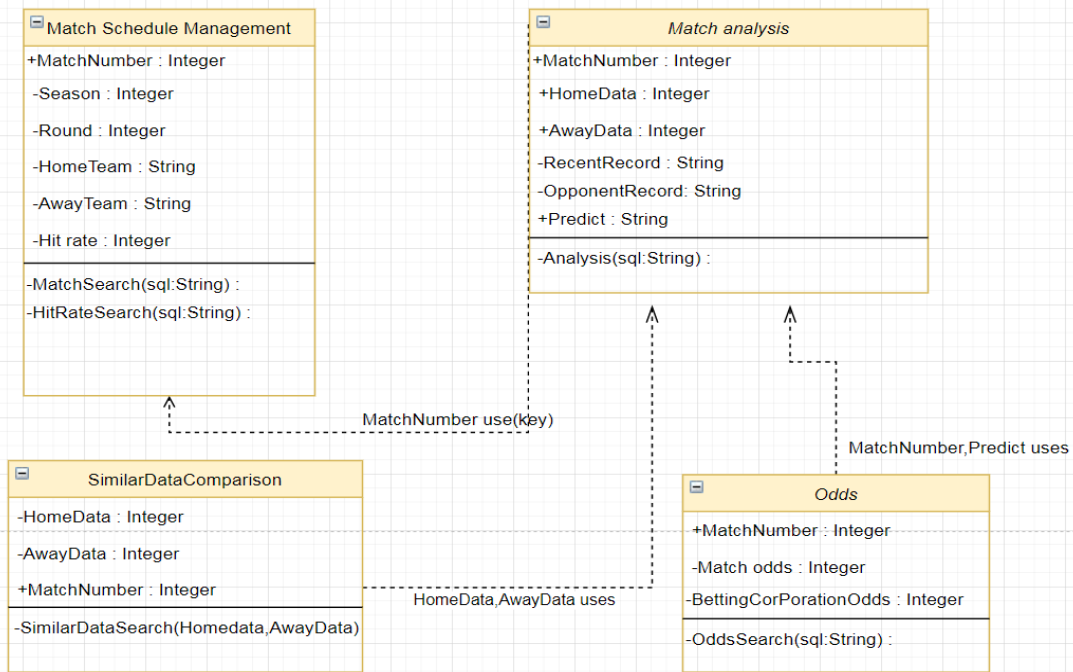 Match Schedule Management
+MatchNumber : Integer
-Season : Integer
-Round : Integer
-HomeTeam : String
-AwayTeam : String
-Hit rate : Integer
-MatchSearch(sql:String) :
-HitRateSearch(sql:String) :
Match analysis
+MatchNumber : Integer
+HomeData : Integer
+AwayData : Integer
-RecentRecord : String
-OpponentRecord: String
+Predict : String
-Analysis(sql:String) :
MatchNumber use(key)
MatchNumber,Predict uses
SimilarDataComparison
-HomeData : Integer
-AwayData : Integer
+MatchNumber : Integer
-SimilarDataSearch(Homedata,AwayData)
HomeData,AwayData uses
Odds
+MatchNumber : Integer
-Match odds : Integer
-BettingCorPorationOdds : Integer
-OddsSearch(sql:String) :